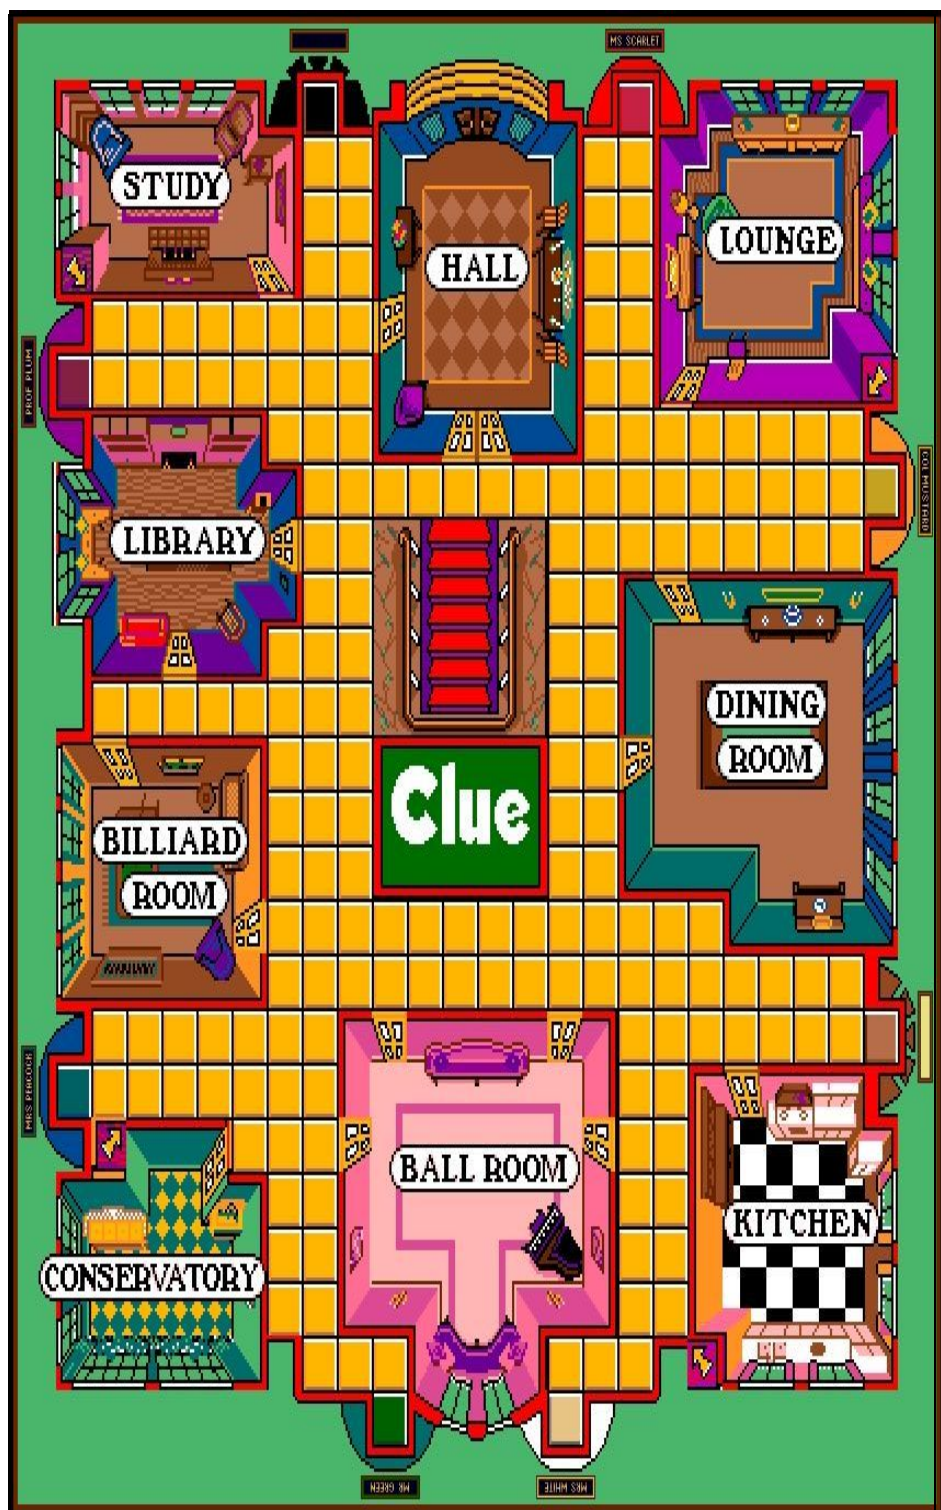 MS SCARLET
STUDY
HALL
LOUNGE
PROF PLUM
COL MUSTARD
LIBRARY
DINING
ROOM
Clue
BILLIARD
ROOM
MRS PEACOCK
BALL ROOM
KITCHEN
CONSERVATORY
MR GREEN
MRS WHITE